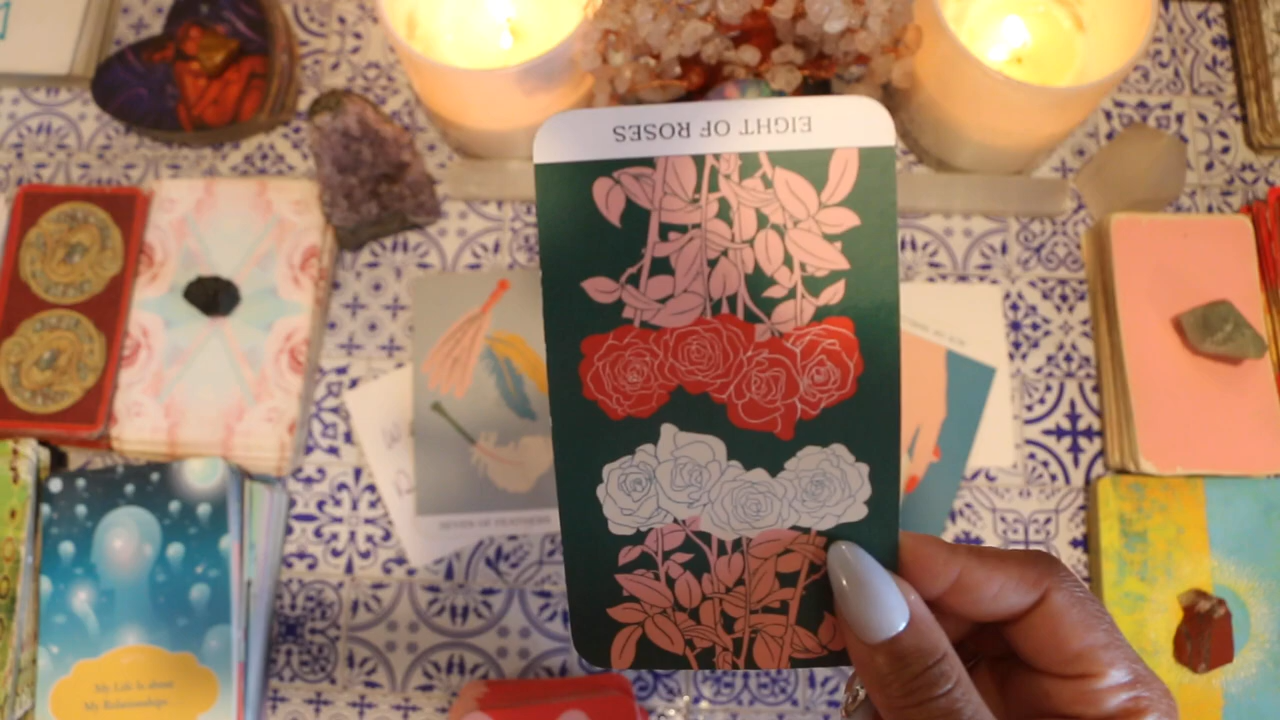 EIGHT OF ROSES
SEVEN OF FEATHERS
My Life Is about
My Relationships